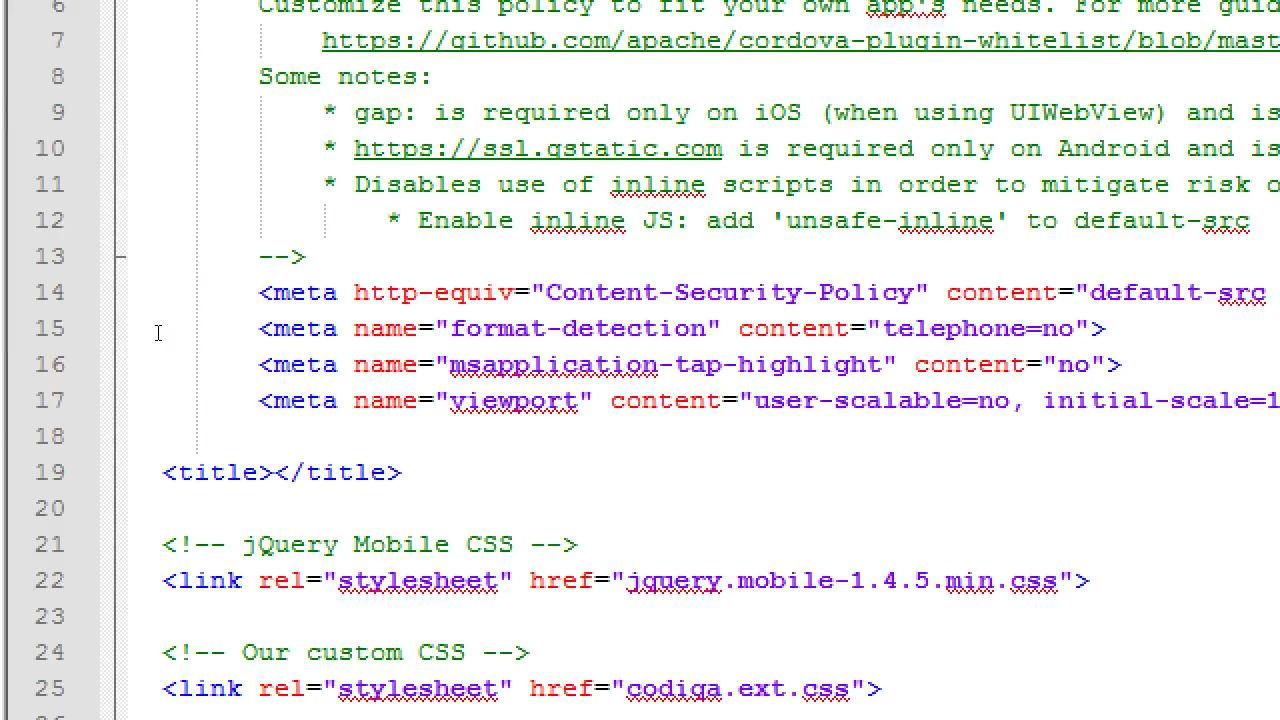 6 Customize this policy to fit your own app's needs. For more guid
7 https://github.com/apache/cordova-plugin-whitelist/blob/mast
8 Some notes:
9 * gap: is required only on iOS (when using UIWebView) and is
10 * https://ssl.gstatic.com is required only on Android and is
11 * Disables use of inline scripts in order to mitigate risk o
12 * Enable inline JS: add 'unsafe-inline' to default-src
13 -->
14 <meta http-equiv="Content-Security-Policy" content="default-src
15 <meta name="format-detection" content="telephone=no">
16 <meta name="msapplication-tap-highlight" content="no">
17 <meta name="viewport" content="user-scalable=no, initial-scale=1
18
19 <title></title>
20
21 <!-- jQuery Mobile CSS -->
22 <link rel="stylesheet" href="jquery.mobile-1.4.5.min.css">
23
24 <!-- Our custom CSS -->
25 <link rel="stylesheet" href="codiqa.ext.css">
26